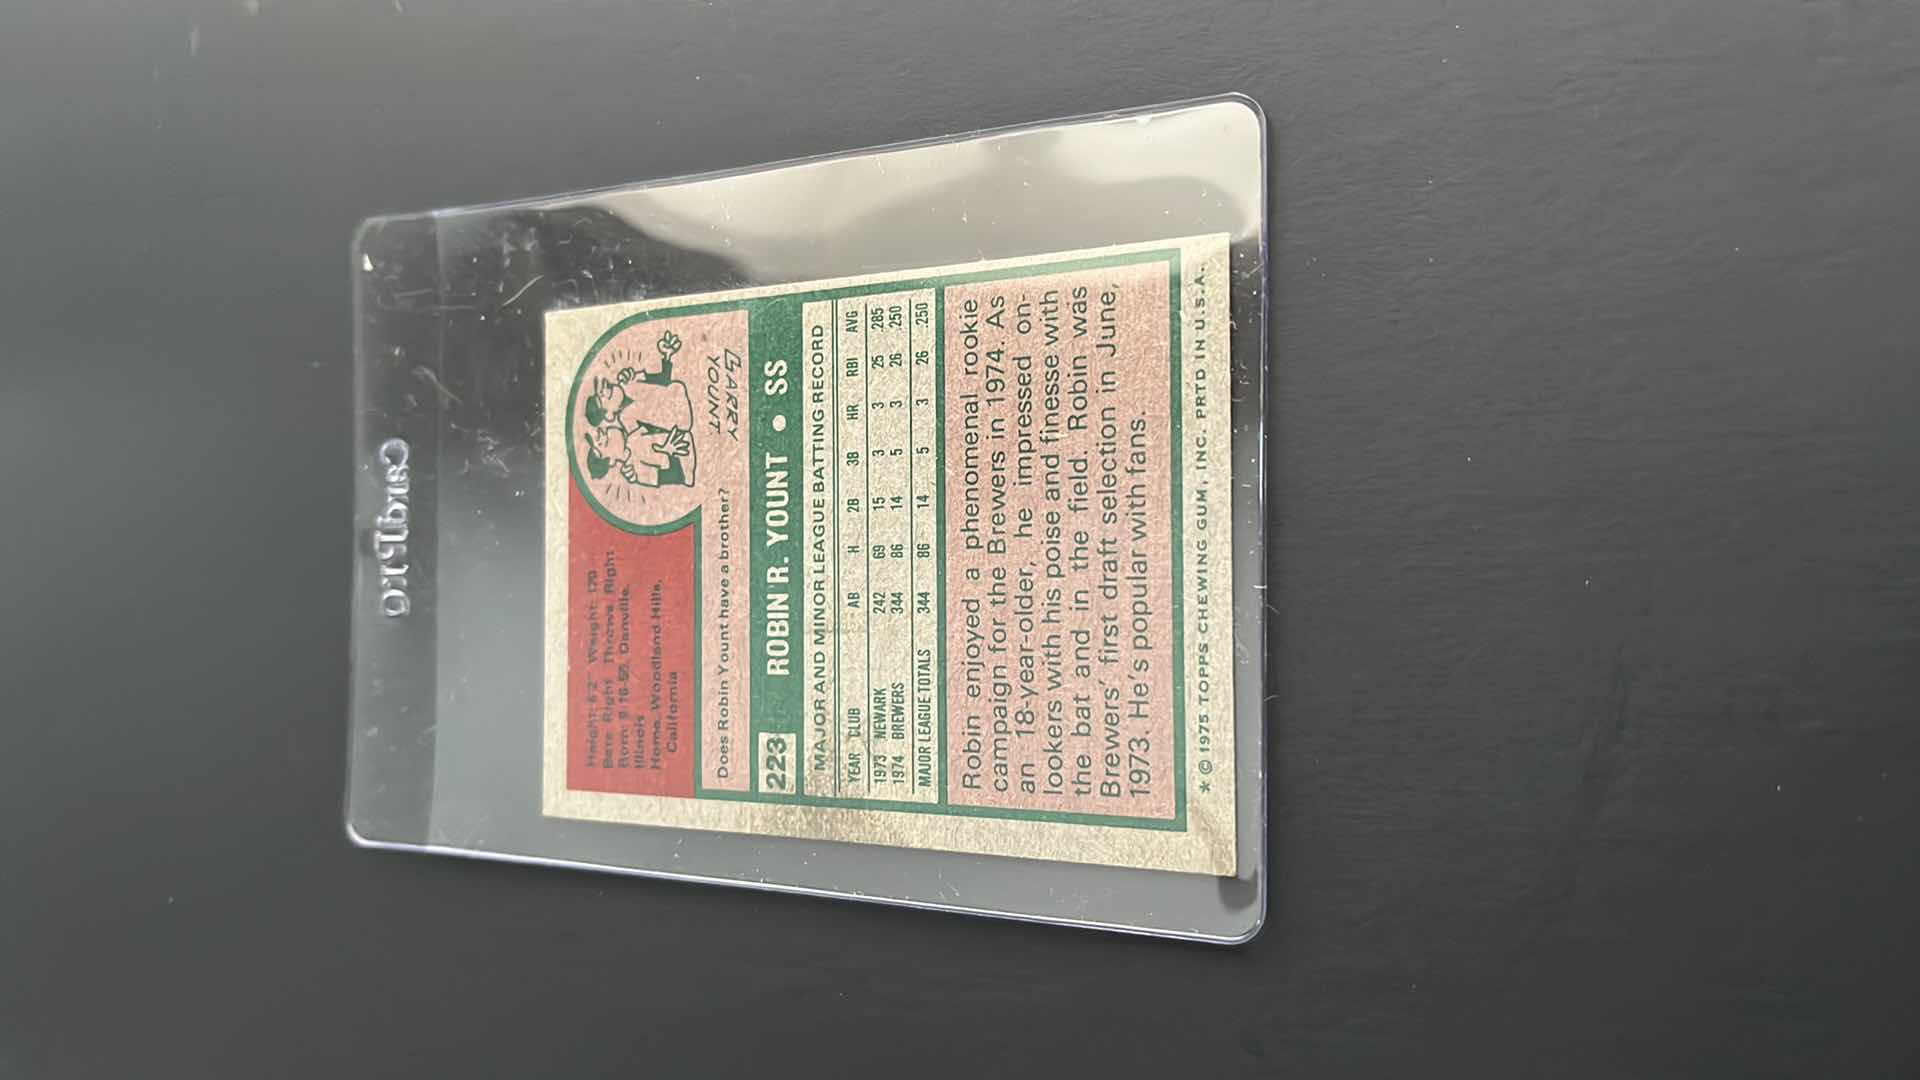 CardPro
Height: 6'2" Weight: 170
Bats: Right Throws: Right
Born: 9-16-55, Danville,
Illinois
Home: Woodland Hills,
California
Does Robin Yount have a brother?
GARRY
YOUNT
223 ROBIN R. YOUNT • SS
MAJOR AND MINOR LEAGUE BATTING RECORD
YEAR CLUB AB H 2B 3B HR RBI AVG
1973 NEWARK 242 69 15 3 3 25 .285
1974 BREWERS 344 86 14 5 3 26 .250
MAJOR LEAGUE TOTALS 344 86 14 5 3 26 .250
Robin enjoyed a phenomenal rookie
campaign for the Brewers in 1974. As
an 18-year-older, he impressed on-
lookers with his poise and finesse with
the bat and in the field. Robin was
Brewers' first draft selection in June,
1973. He's popular with fans.
* © 1975 TOPPS CHEWING GUM, INC. PRTD IN U.S.A.